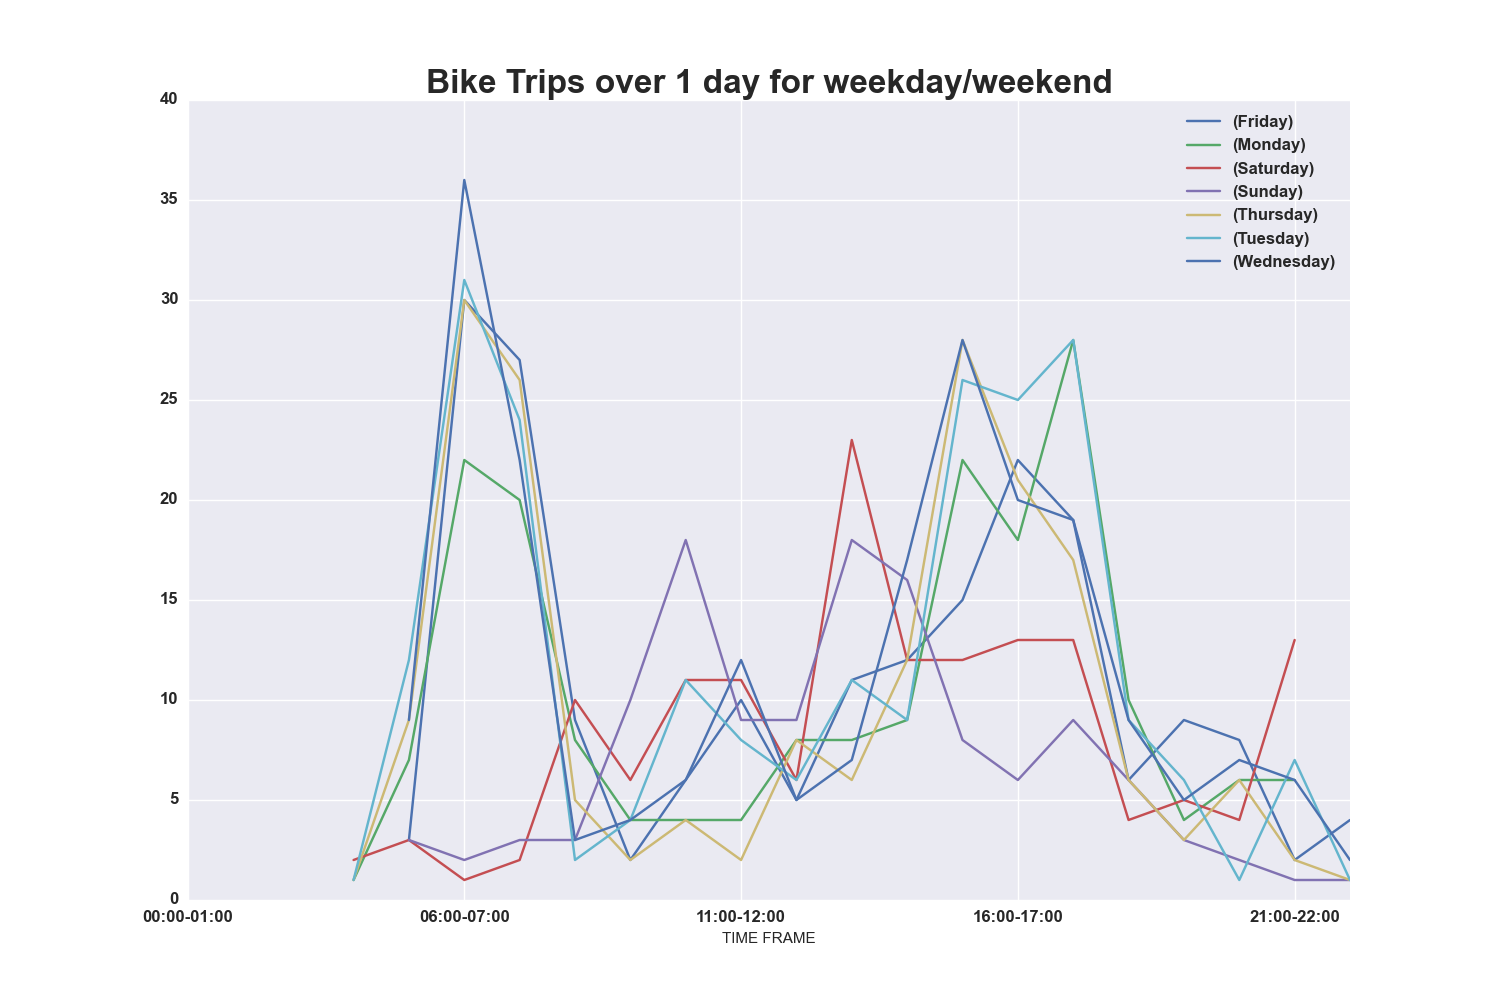 Bike Trips over 1 day for weekday/weekend
40
35
30
25
20
15
10
5
0
(Friday)
(Monday)
(Saturday)
(Sunday)
(Thursday)
(Tuesday)
(Wednesday)
00:00-01:00 06:00-07:00 11:00-12:00 16:00-17:00 21:00-22:00
TIME FRAME